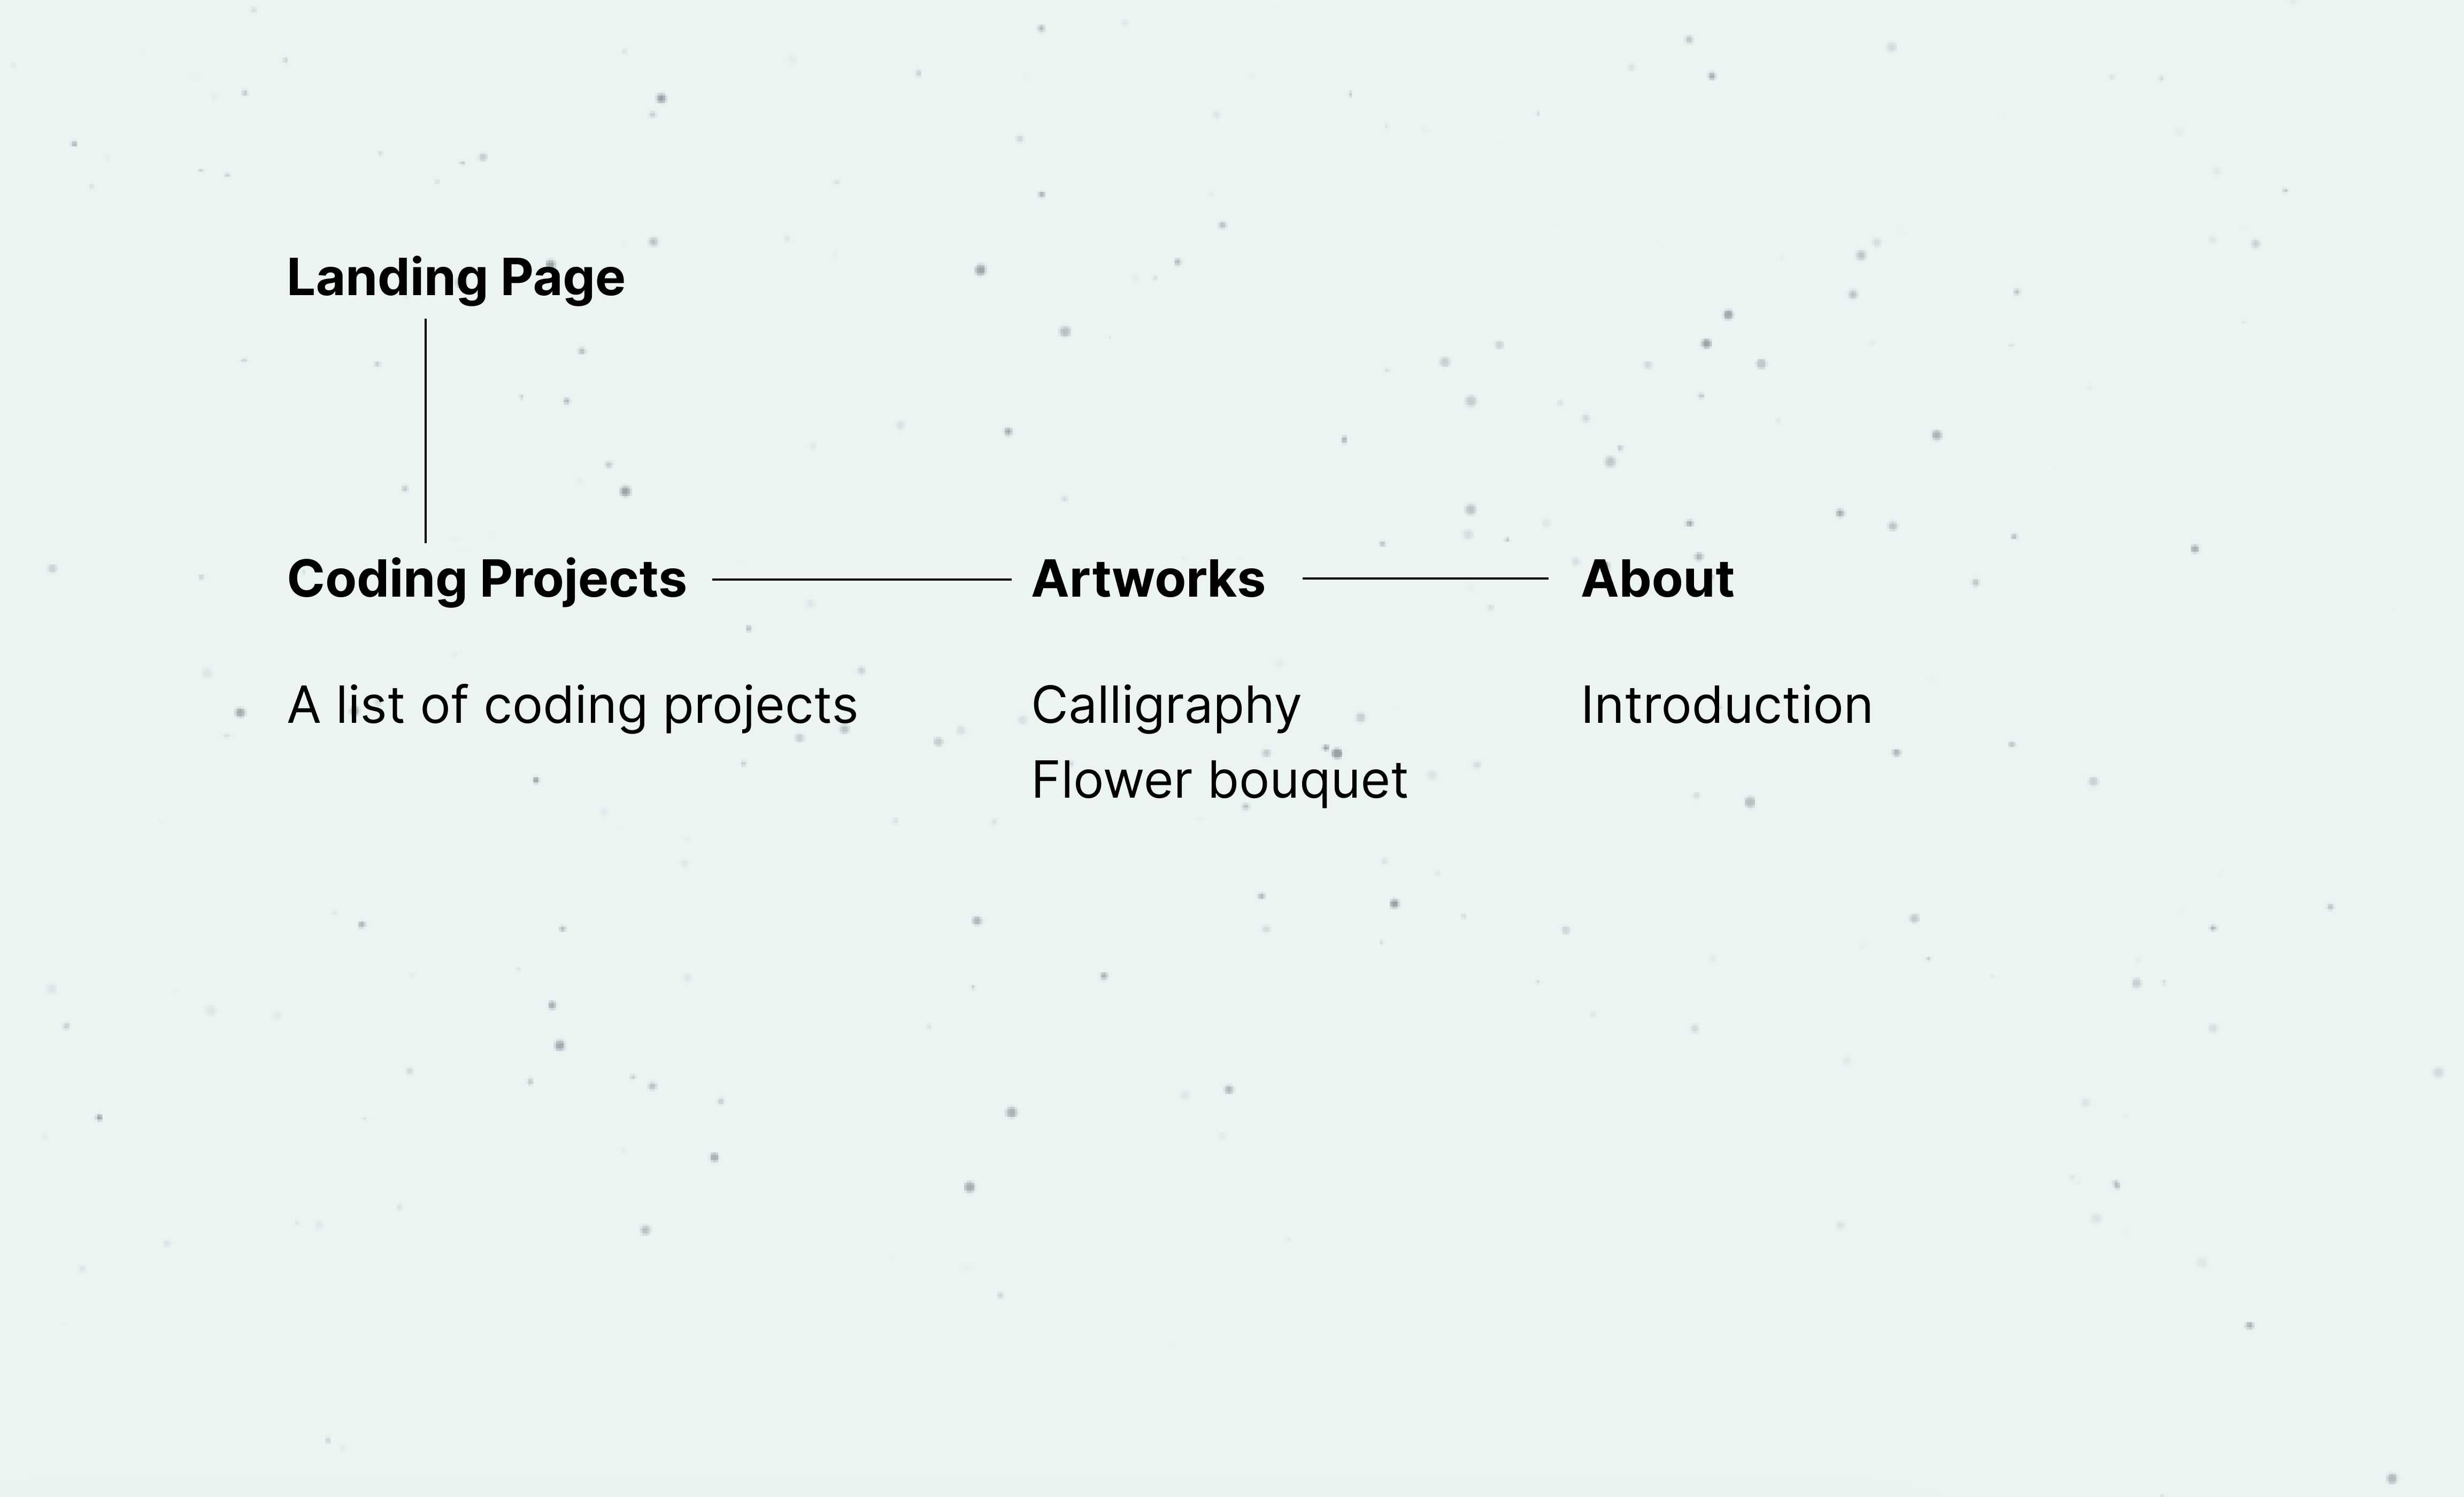 Landing Page
Coding Projects
Artworks
About
A list of coding projects
Calligraphy
Introduction
Flower bouquet